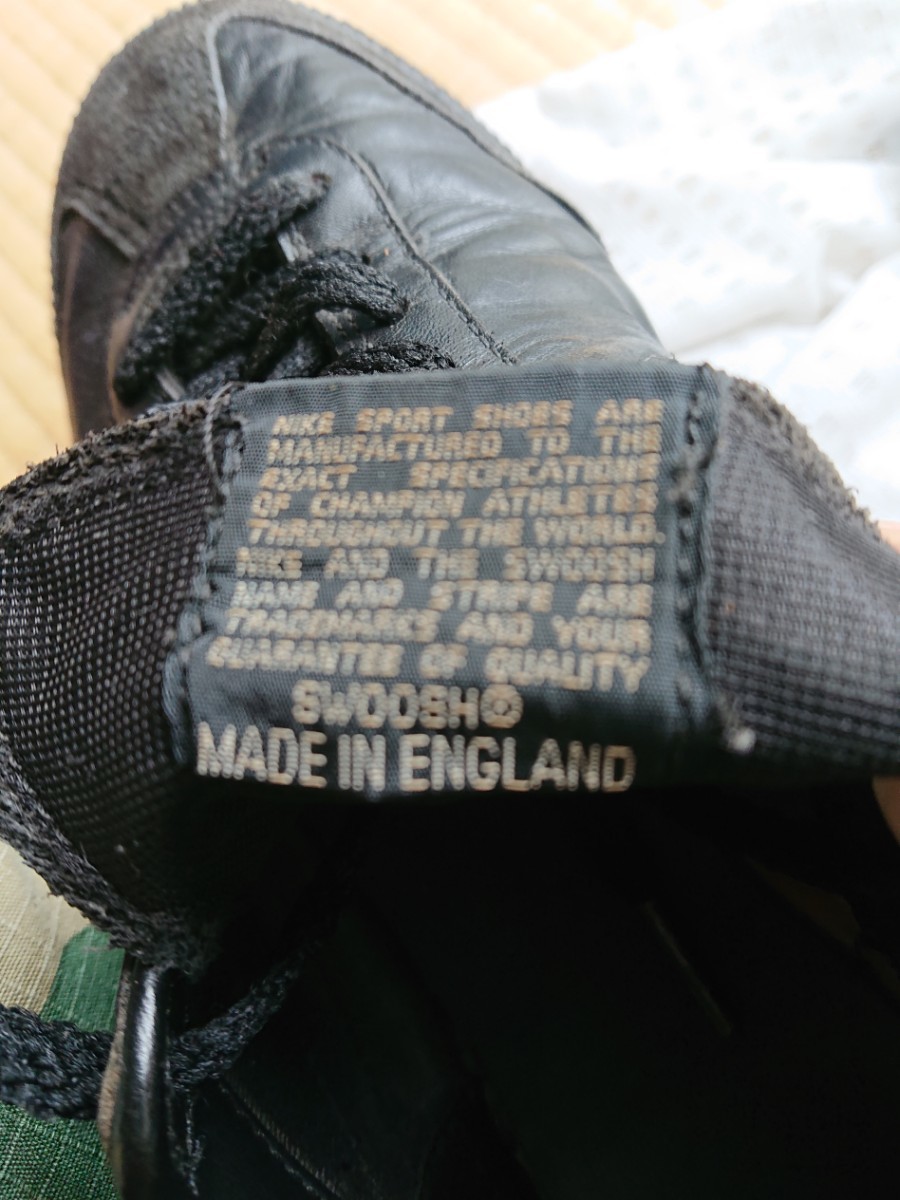 NIKE SPORT SHOES ARE
MANUFACTURED TO THE
EXACT SPECIFICATIONS
OF CHAMPION ATHLETES
THROUGHOUT THE WORLD.
NIKE AND THE SWOOSH
NAME AND STRIPE ARE
TRADEMARKS AND YOUR
GUARANTEE OF QUALITY
SWOOSH®
MADE IN ENGLAND